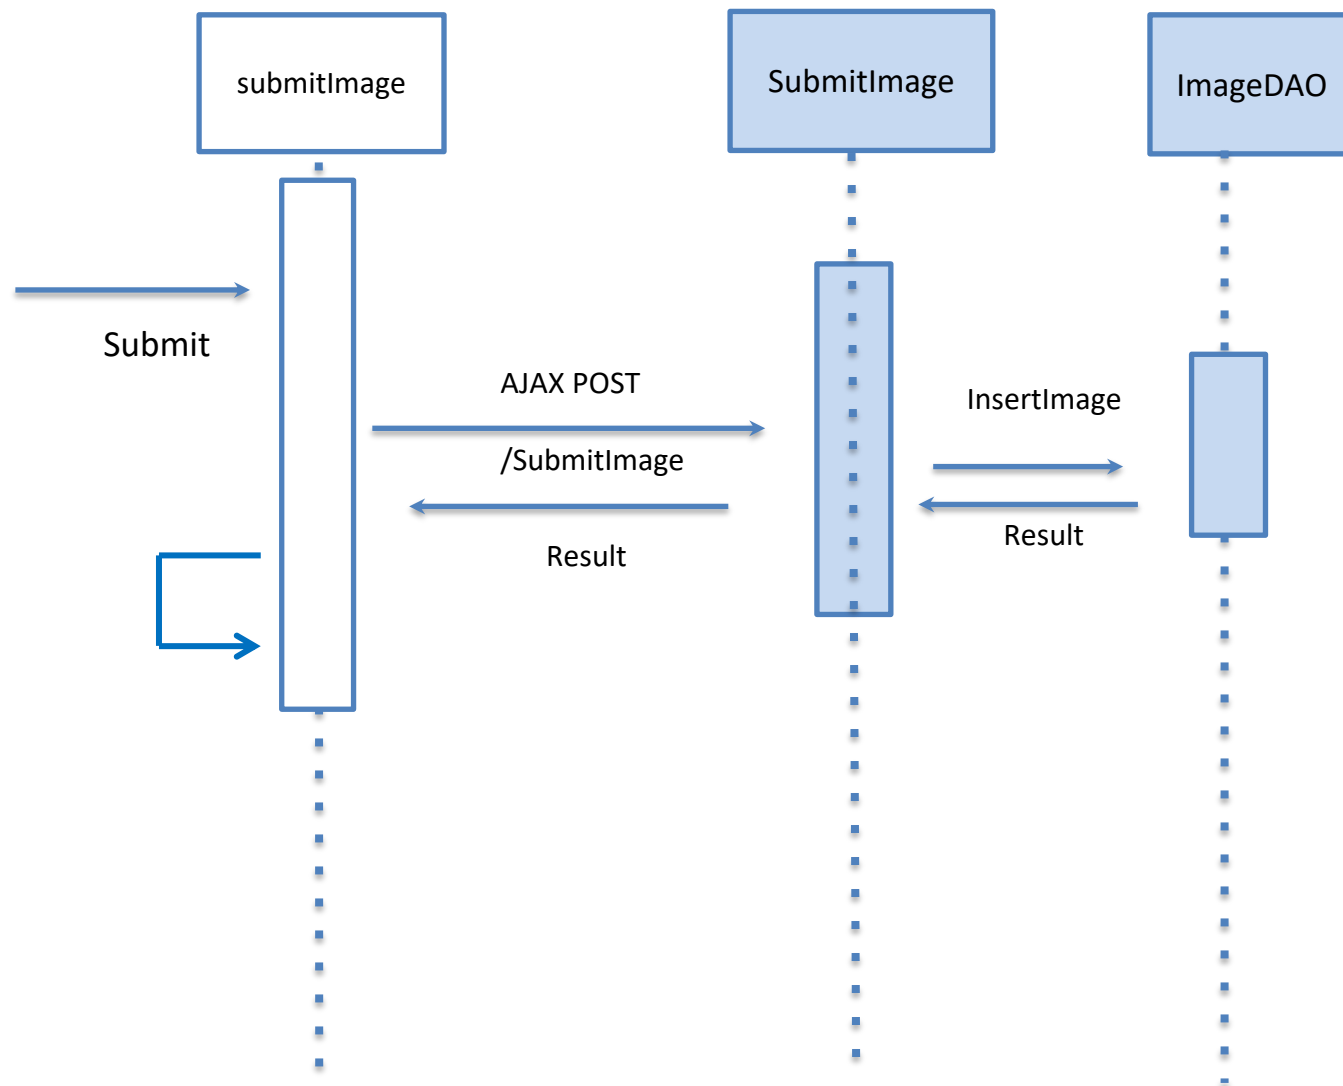 submitImage
SubmitImage
ImageDAO
Submit
AJAX POST
/SubmitImage
InsertImage
Result
Result